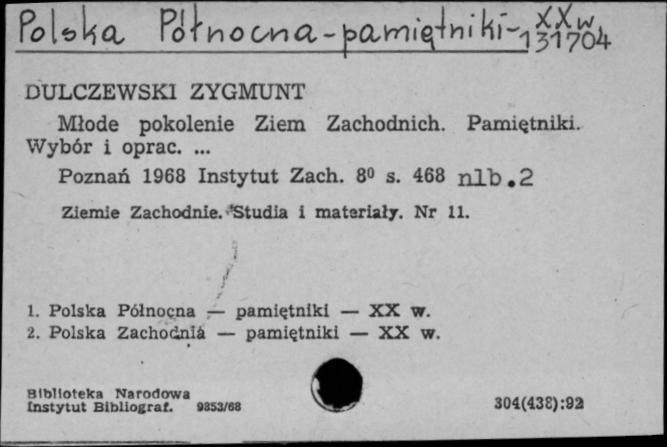 Polska Północna - pamiętniki - XX w.
131704
DULCZEWSKI ZYGMUNT
Młode pokolenie Ziem Zachodnich. Pamiętniki.
Wybór i oprac. ...
Poznań 1968 Instytut Zach. 8⁰ s. 468 nlb.2
Ziemie Zachodnie. Studia i materiały. Nr 11.
1. Polska Północna — pamiętniki — XX w.
2. Polska Zachodnia — pamiętniki — XX w.
Biblioteka Narodowa
Instytut Bibliograf. 9853/68
304(438):92